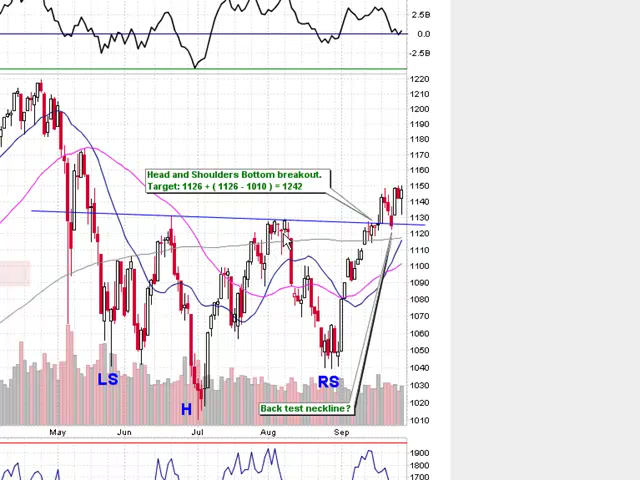 2.5B
0.0
-2.5B
1220
1210
1200
1190
1180
1170
1160
1150
1140
1130
1120
1110
1100
1090
1080
1070
1060
1050
1040
1030
1020
1010
Head and Shoulders Bottom breakout.
Target: 1126 + ( 1126 - 1010 ) = 1242
LS
H
RS
Back test neckline?
May Jun Jul Aug Sep
1900
1800
1700